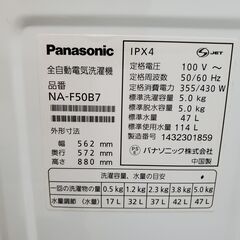 Panasonic
全自動電気洗濯機
品番
NA-F50B7
外形寸法
幅 562 mm
奥行 572 mm
高さ 880 mm
IPX4
JET
定格電圧 100 V~
定格周波数 50/60 Hz
定格消費電力 355/430 W
標準洗濯容量 5.0 kg
標準脱水容量 5.0 kg
標準水量 47 L
標準使用水量 114 L
製造番号 1432301859
パナソニック株式会社
中国製
水量の目安
一回の洗濯物の量 0.5 kg 1.2 kg 2.3 kg 3.8 kg 5.0 kg
水量調節(水量) 17 L 32 L 37 L 42 L 47 L